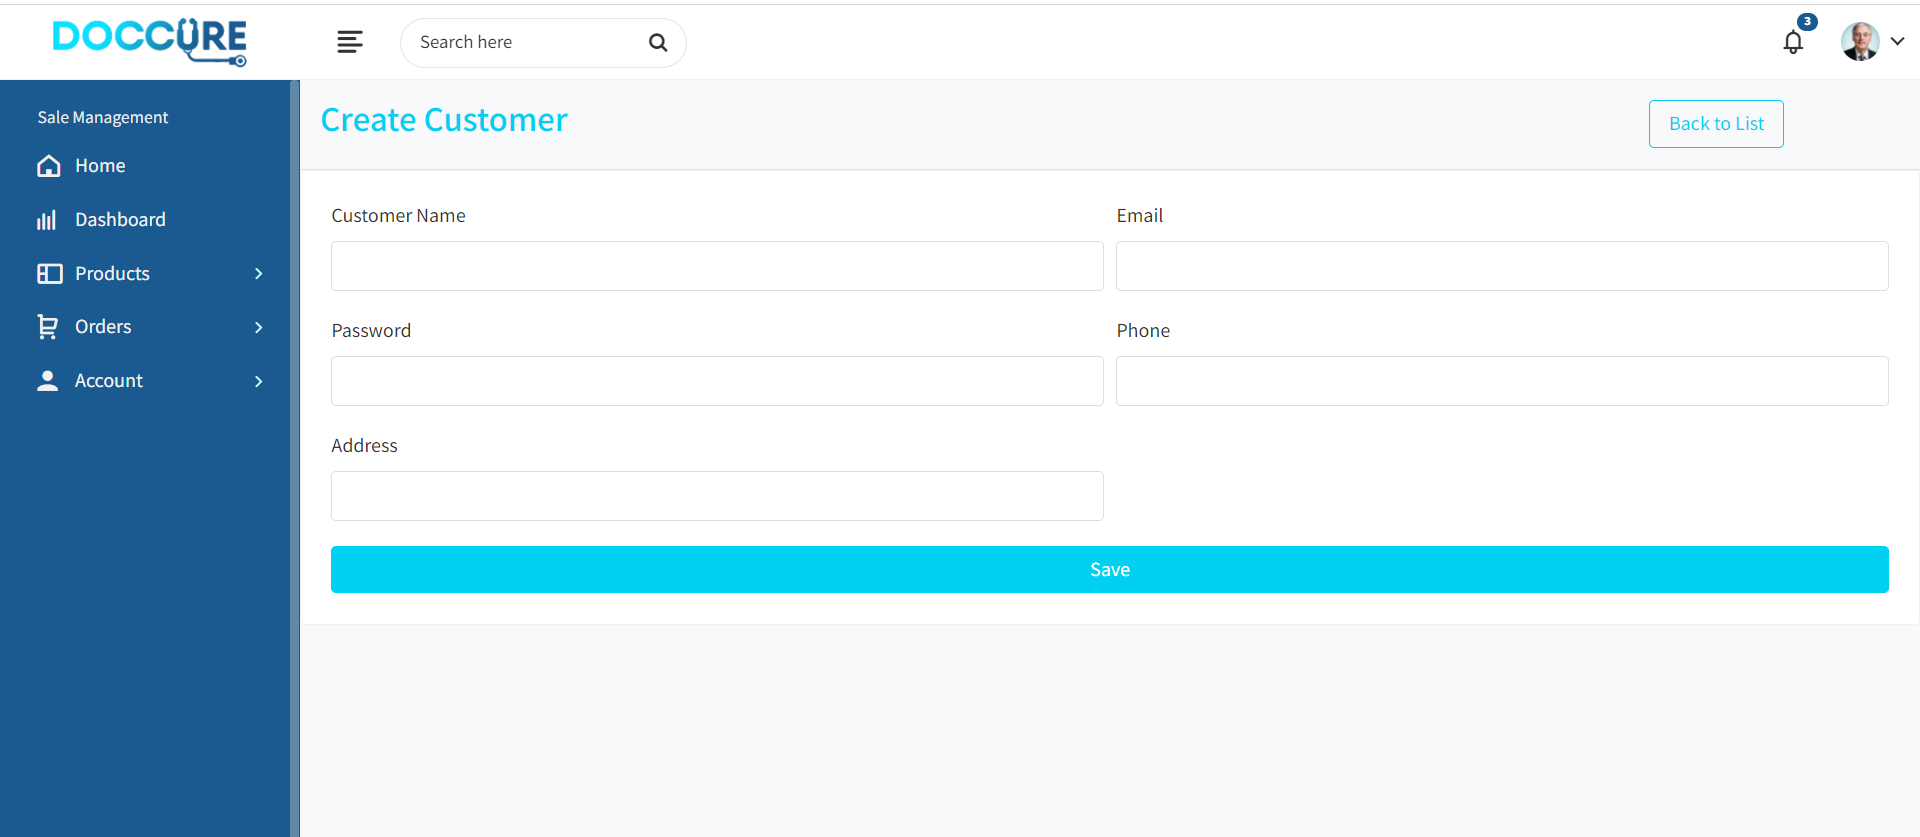 DOCCURE
Search here
3
Sale Management
Home
Dashboard
Products
Orders
Account
Create Customer
Back to List
Customer Name
Email
Password
Phone
Address
Save